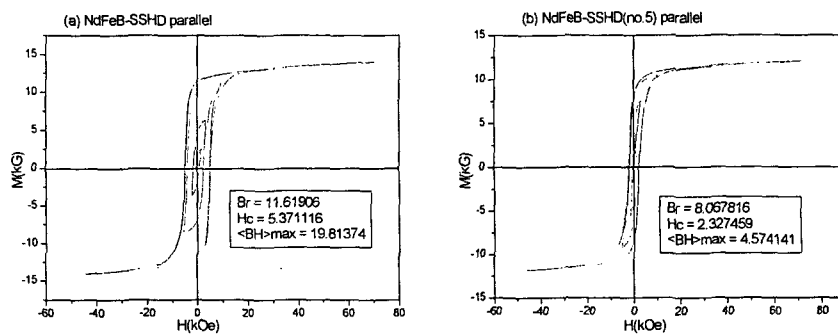 (a) NdFeB-SSHD parallel
15
10
5
0
-5
-10
-15
M(kG)
Br = 11.61906
Hc = 5.371116
<BH>max = 19.81374
-60 -40 -20 0 20 40 60 80
H(kOe)
(b) NdFeB-SSHD(no.5) parallel
15
10
5
0
-5
-10
-15
M(kG)
Br = 8.067816
Hc = 2.327459
<BH>max = 4.574141
-60 -40 -20 0 20 40 60 80
H(kOe)